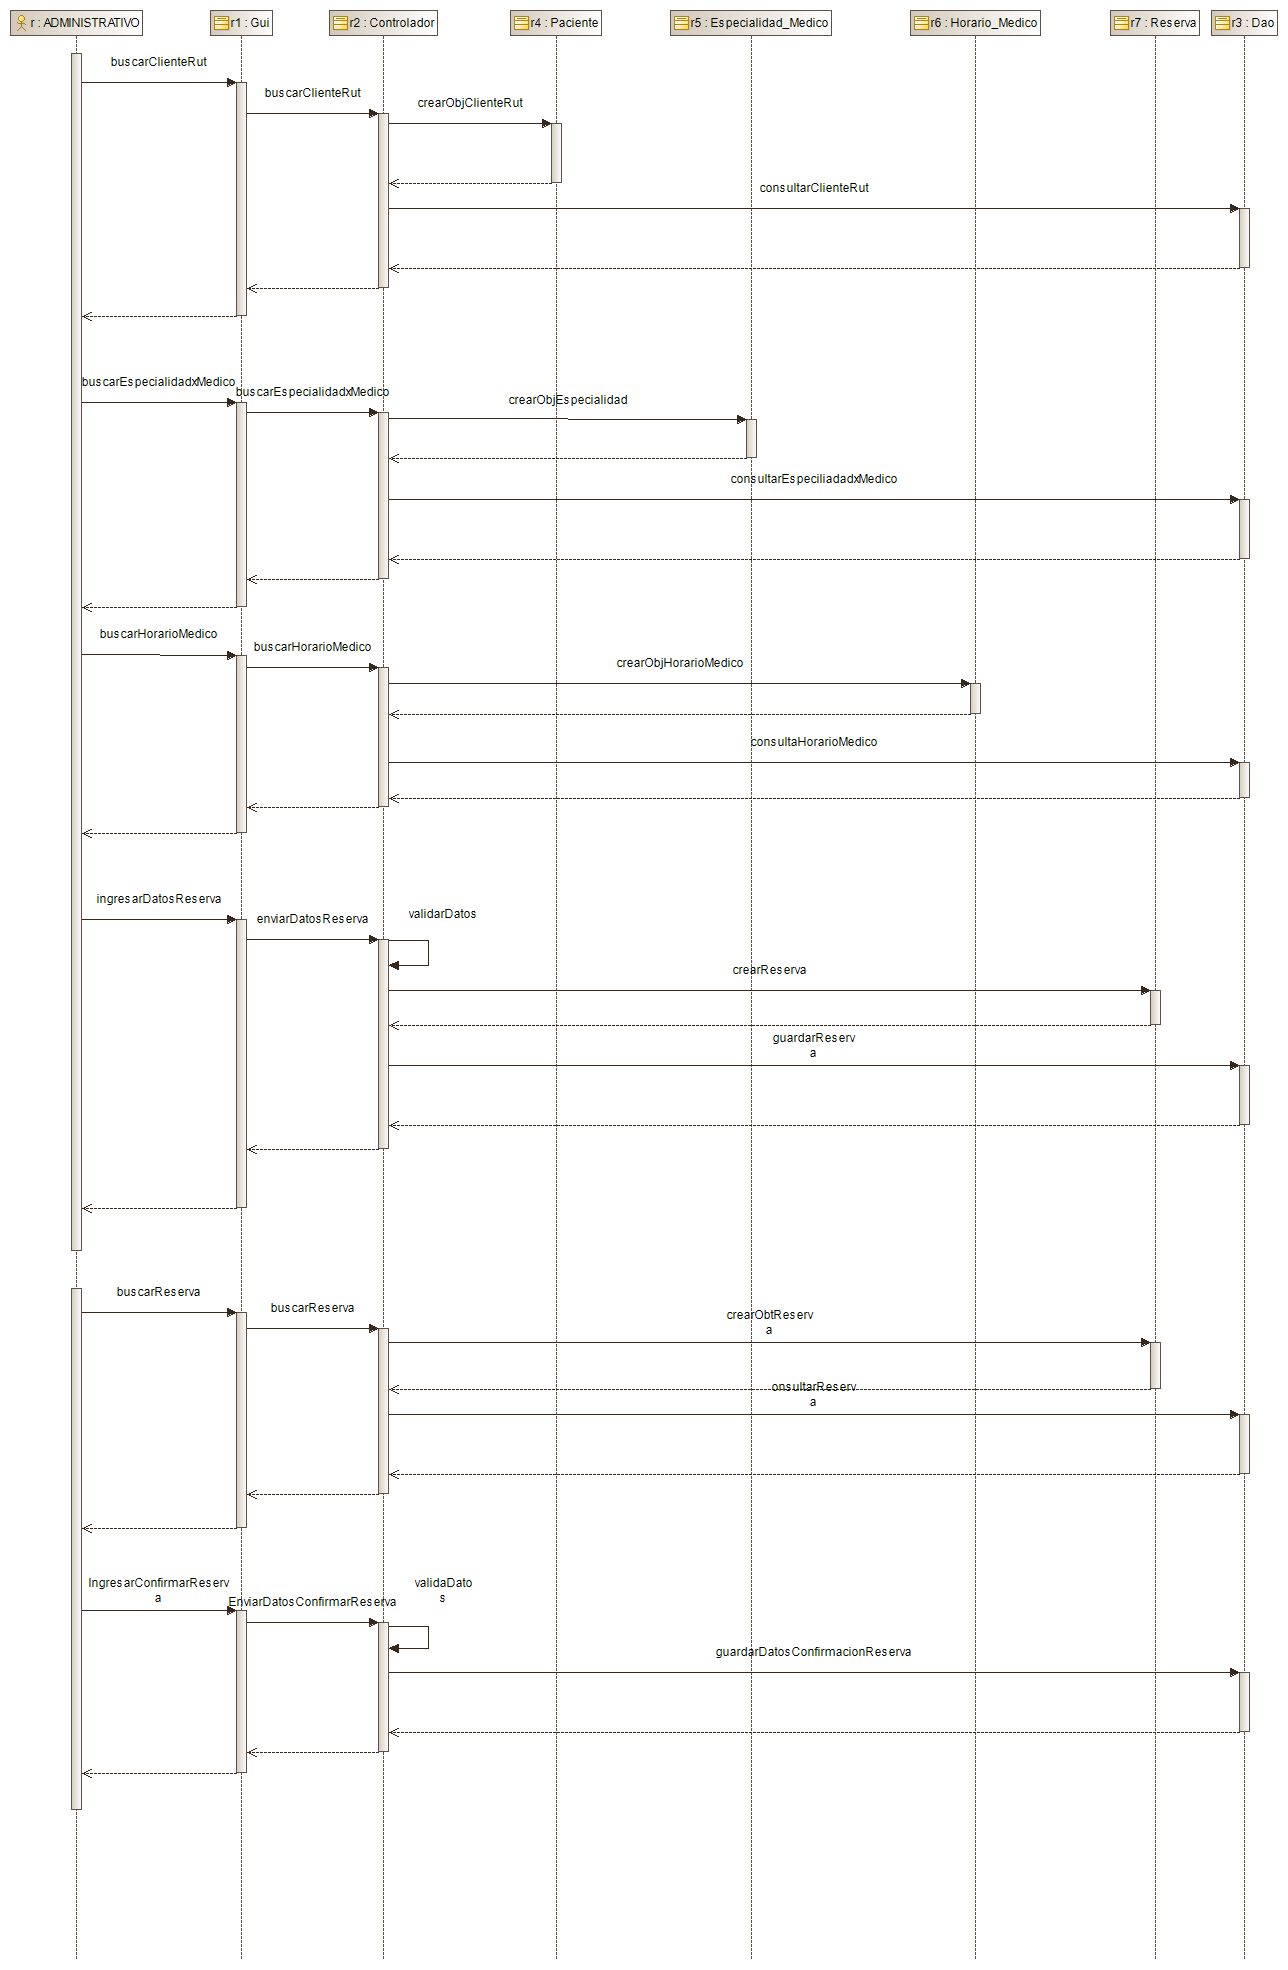 r : ADMINISTRATIVO
r1 : Gui
r2 : Controlador
r4 : Paciente
r5 : Especialidad_Medico
r6 : Horario_Medico
r7 : Reserva
r3 : Dao
buscarClienteRut
buscarClienteRut
crearObjClienteRut
consultarClienteRut
buscarEspecialidadxMedico
buscarEspecialidadxMedico
crearObjEspecialidad
consultarEspeciliadadxMedico
buscarHorarioMedico
buscarHorarioMedico
crearObjHorarioMedico
consultaHorarioMedico
ingresarDatosReserva
enviarDatosReserva
validarDatos
crearReserva
guardarReserv
a
buscarReserva
buscarReserva
crearObtReserv
a
onsultarReserv
a
IngresarConfirmarReserv
a
EnviarDatosConfirmarReserva
validaDato
s
guardarDatosConfirmacionReserva